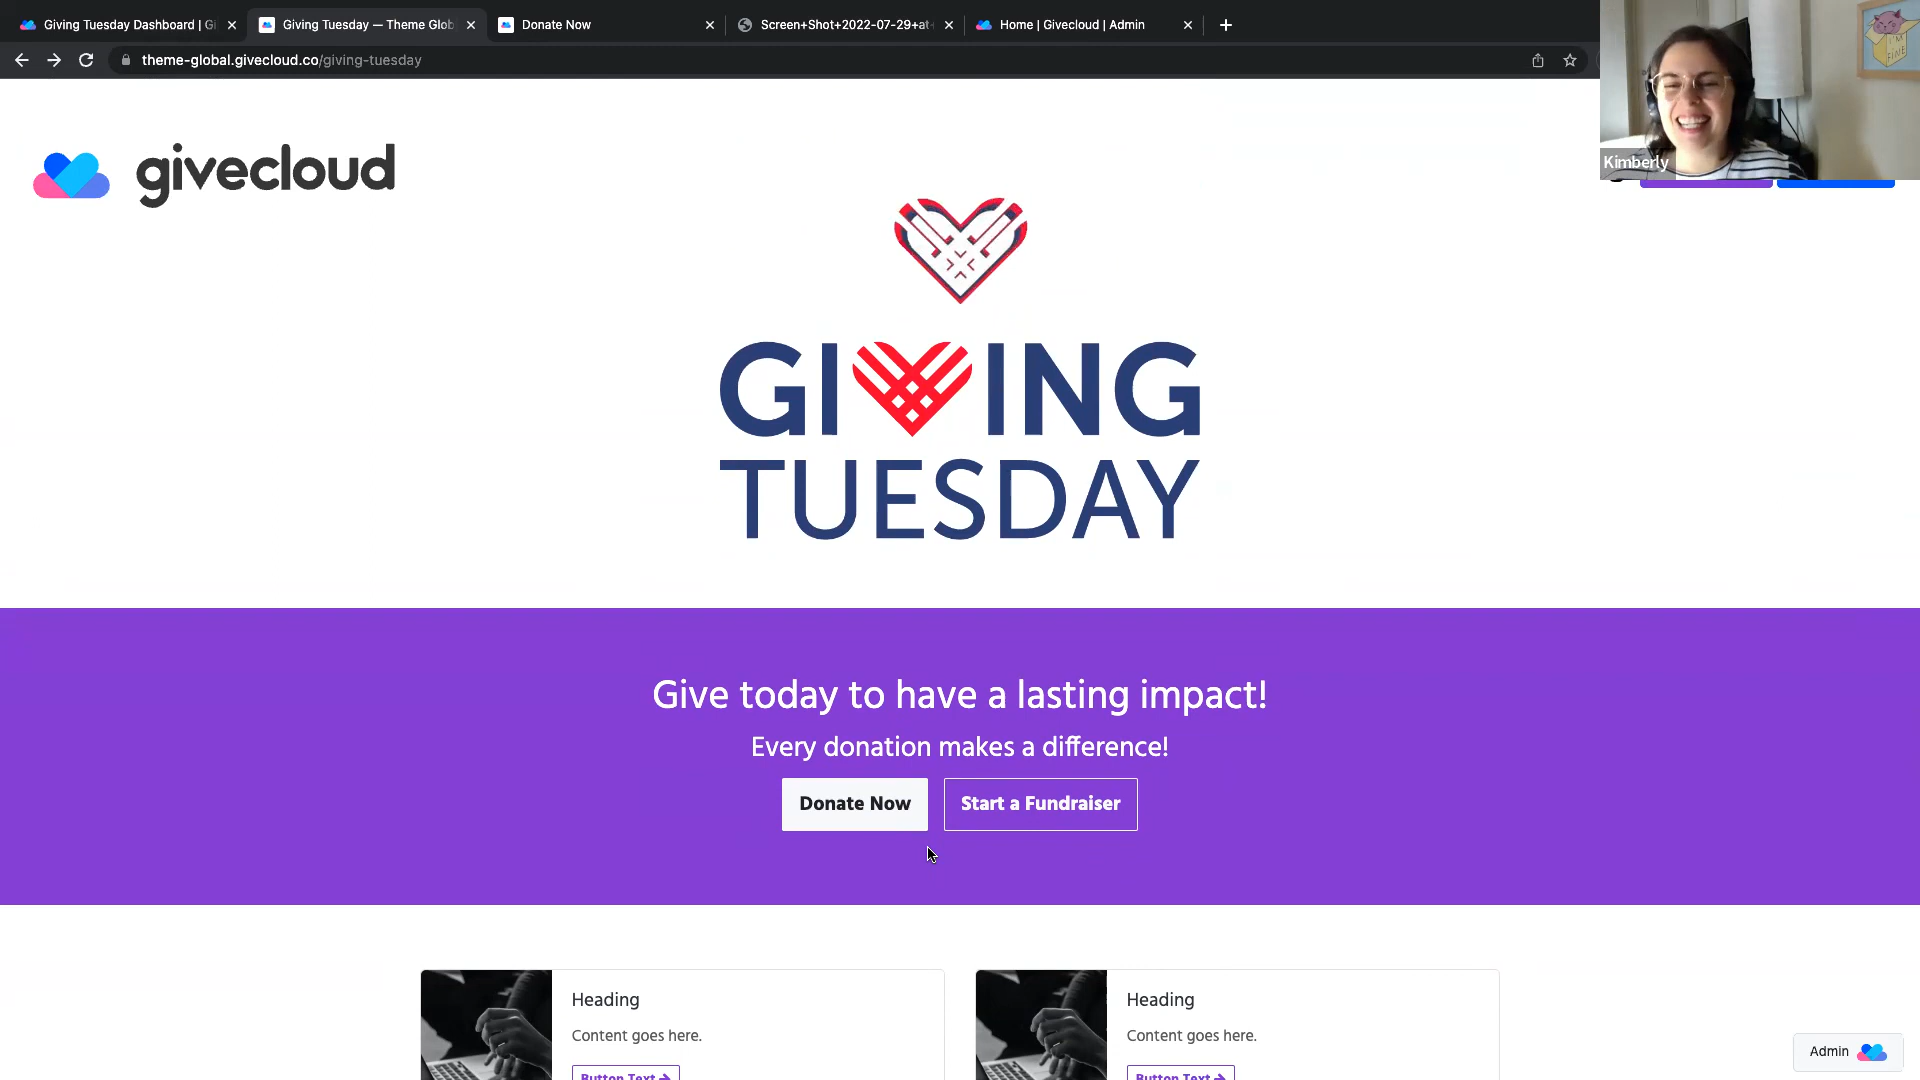 Giving Tuesday Dashboard | Gi
Giving Tuesday — Theme Glob
Donate Now
Screen+Shot+2022-07-29+at
Home | Givecloud | Admin
theme-global.givecloud.co/giving-tuesday
I'M
FINE
Kimberly
givecloud
GIVING
TUESDAY
Give today to have a lasting impact!
Every donation makes a difference!
Donate Now
Start a Fundraiser
Heading
Content goes here.
Button Text →
Heading
Content goes here.
Button Text →
Admin